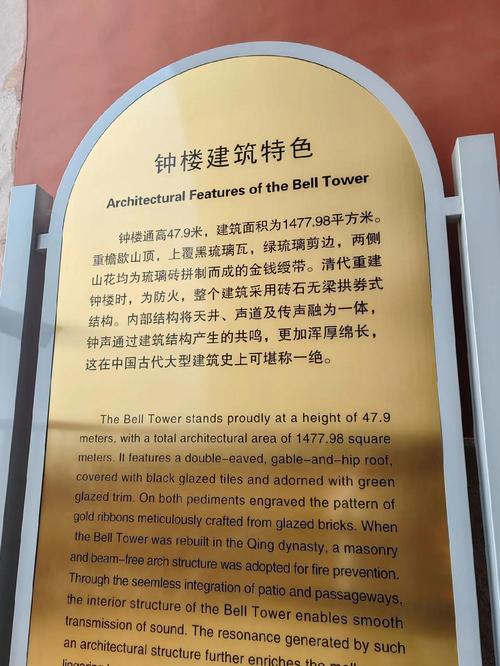 钟楼建筑特色
Architectural Features of the Bell Tower
钟楼通高47.9米，建筑面积为1477.98平方米。
重檐歇山顶，上覆黑琉璃瓦，绿琉璃剪边，两侧
山花均为琉璃砖拼制而成的金钱绶带。清代重建
钟楼时，为防火，整个建筑采用砖石无梁拱券式
结构。内部结构将天井、声道及传声融为一体，
钟声通过建筑结构产生的共鸣，更加浑厚绵长，
这在中国古代大型建筑史上可堪称一绝。
The Bell Tower stands proudly at a height of 47.9
meters, with a total architectural area of 1477.98 square
meters. It features a double-eaved, gable-and-hip roof,
covered with black glazed tiles and adorned with green
glazed trim. On both pediments engraved the pattern of
gold ribbons meticulously crafted from glazed bricks. When
the Bell Tower was rebuilt in the Qing dynasty, a masonry
and beam-free arch structure was adopted for fire prevention.
Through the seemless integration of patio and passageways,
the interior structure of the Bell Tower enables smooth
transmission of sound. The resonance generated by such
an architectural structure further enriches the